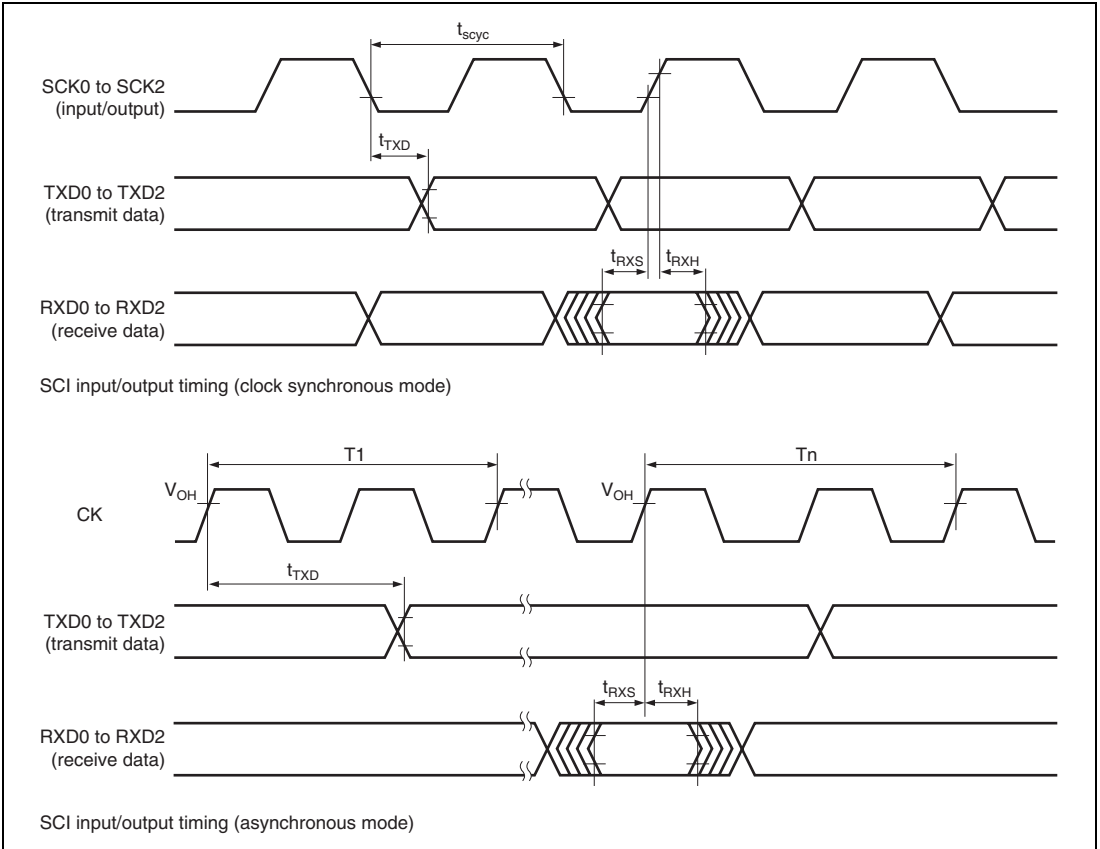 tscyc
SCK0 to SCK2
(input/output)
tTXD
TXD0 to TXD2
(transmit data)
tRXS tRXH
RXD0 to RXD2
(receive data)
SCI input/output timing (clock synchronous mode)
T1 Tn
VOH VOH
CK
tTXD
TXD0 to TXD2
(transmit data)
tRXS tRXH
RXD0 to RXD2
(receive data)
SCI input/output timing (asynchronous mode)